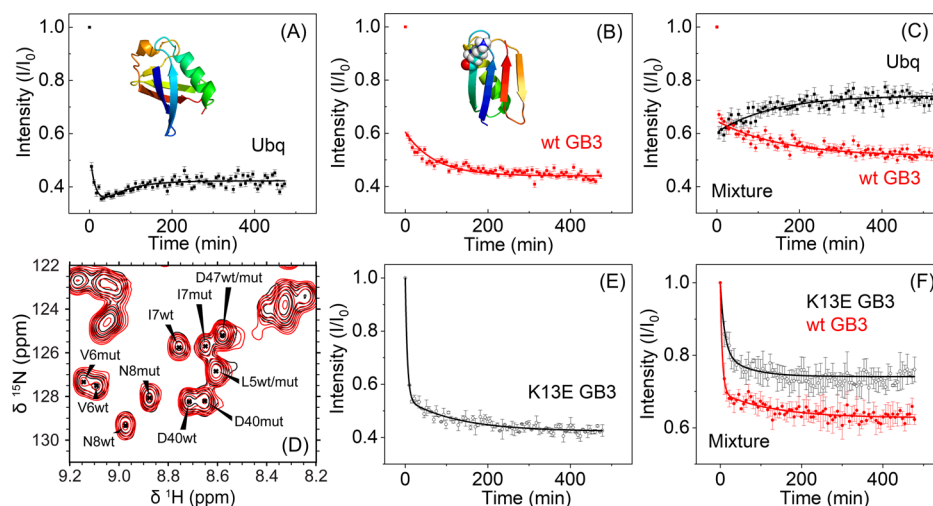 (A)
1.0
0.8
0.6
0.4
Intensity (I/I0)
Ubq
0 200 400
Time (min)
(B)
1.0
0.8
0.6
0.4
Intensity (I/I0)
wt GB3
0 200 400
Time (min)
(C)
1.0
0.8
0.6
0.4
Intensity (I/I0)
Ubq
wt GB3
Mixture
0 200 400
Time (min)
(D)
122
124
126
128
130
δ 15N (ppm)
D47wt/mut
I7mut
I7wt
V6mut
N8mut
L5wt/mut
V6wt
D40mut
N8wt
D40wt
9.2 9.0 8.8 8.6 8.4 8.2
δ 1H (ppm)
(E)
1.0
0.8
0.6
0.4
Intensity (I/I0)
K13E GB3
0 200 400
Time (min)
(F)
1.0
0.9
0.8
0.7
0.6
Intensity (I/I0)
K13E GB3
wt GB3
Mixture
0 200 400
Time (min)